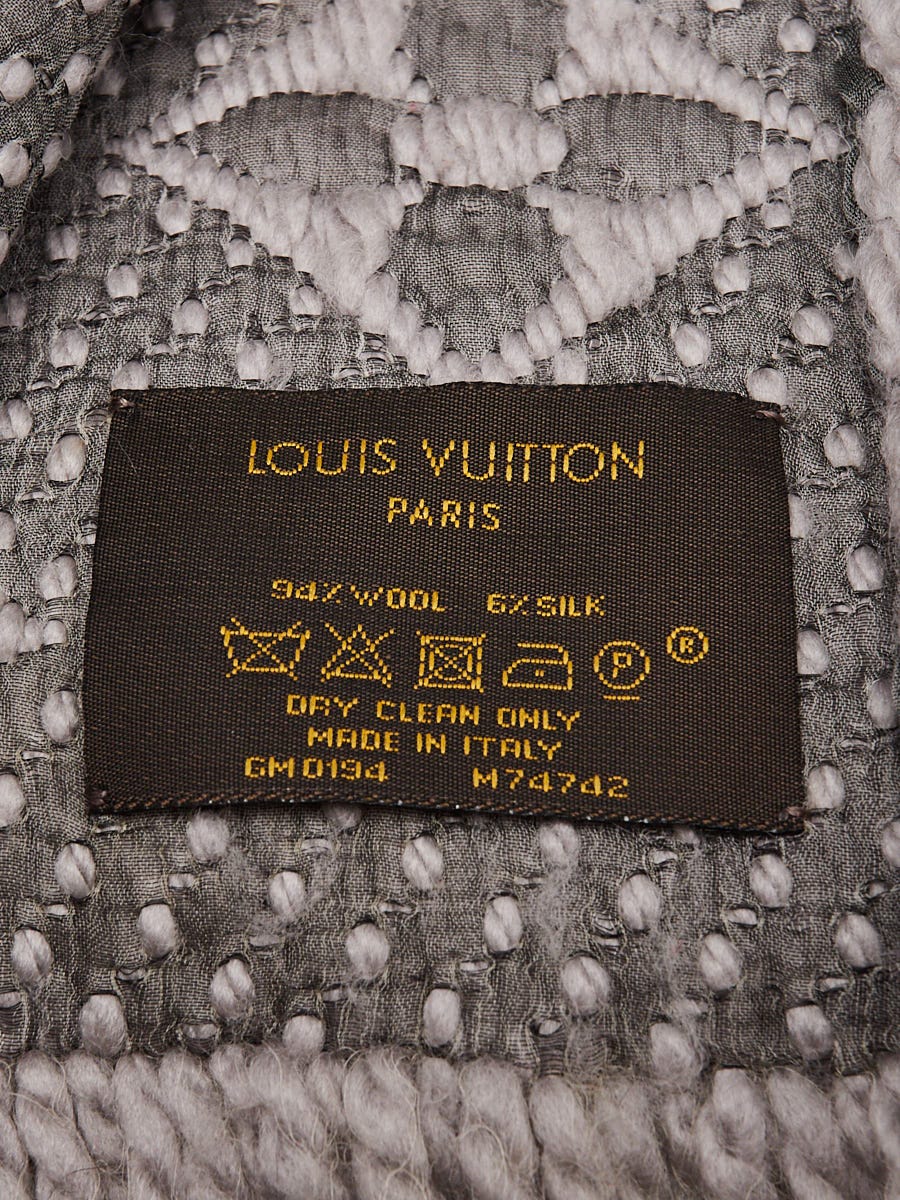 LOUIS VUITTON
PARIS
94% WOOL 6% SILK
P ®
DRY CLEAN ONLY
MADE IN ITALY
GM0194 M74742